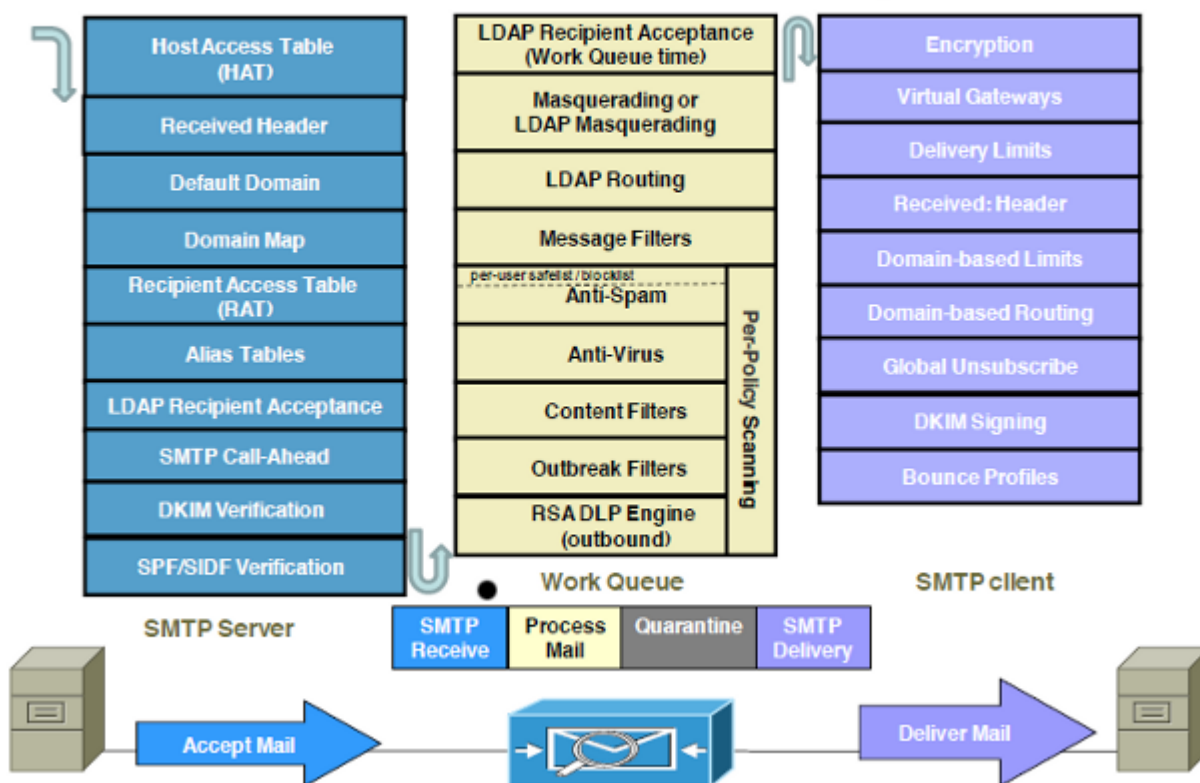 Host Access Table
(HAT)
Received Header
Default Domain
Domain Map
Recipient Access Table
(RAT)
Alias Tables
LDAP Recipient Acceptance
SMTP Call-Ahead
DKIM Verification
SPF/SIDF Verification
SMTP Server
LDAP Recipient Acceptance
(Work Queue time)
Masquerading or
LDAP Masquerading
LDAP Routing
Message Filters
per-user safelist / blocklist
Anti-Spam
Anti-Virus
Content Filters
Outbreak Filters
RSA DLP Engine
(outbound)
Per-Policy Scanning
Work Queue
Encryption
Virtual Gateways
Delivery Limits
Received: Header
Domain-based Limits
Domain-based Routing
Global Unsubscribe
DKIM Signing
Bounce Profiles
SMTP client
SMTP
Receive
Process
Mail
Quarantine
SMTP
Delivery
Accept Mail
Deliver Mail